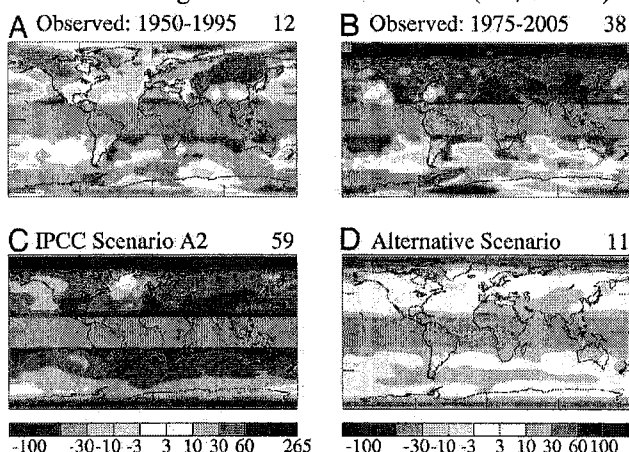 A Observed: 1950-1995 12
B Observed: 1975-2005 38
C IPCC Scenario A2 59
D Alternative Scenario 11
-100 -30 -10 -3 3 10 30 60 265
-100 -30 -10 -3 3 10 30 60 100